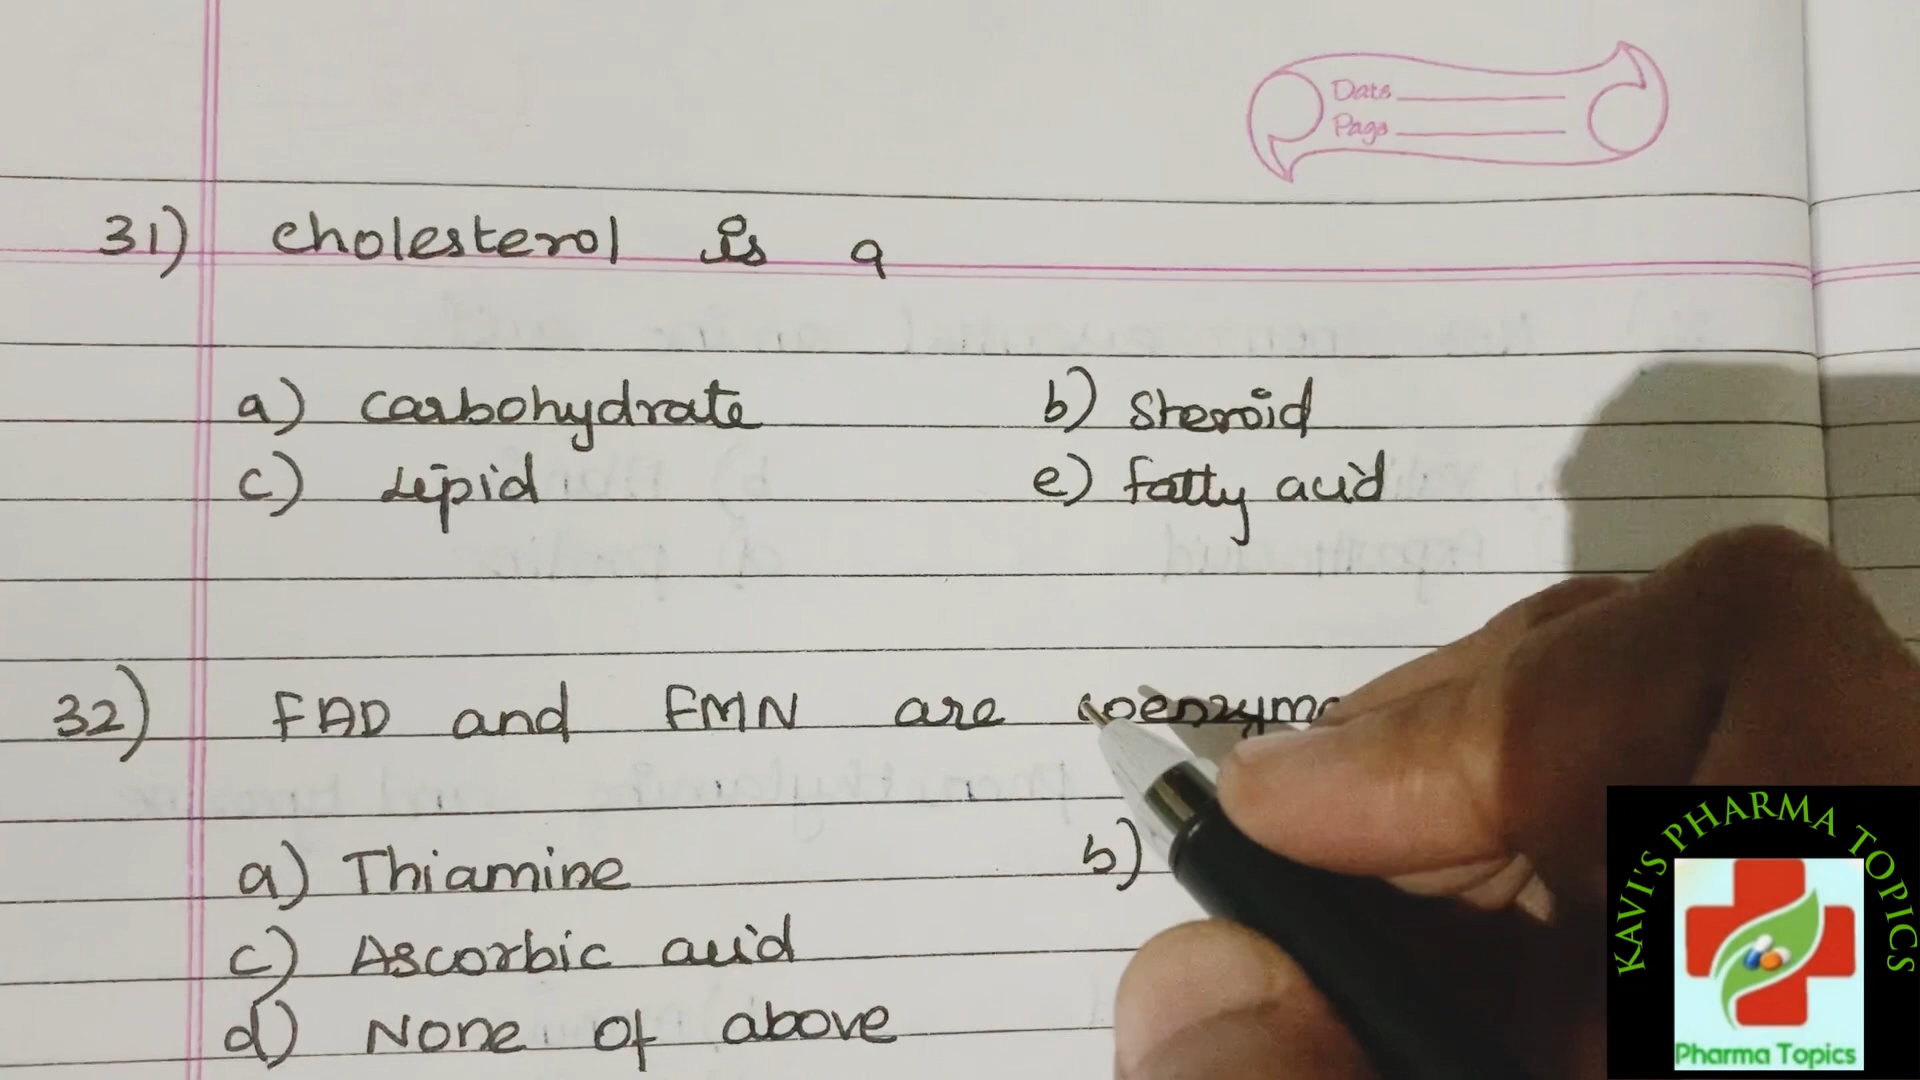 Date
Page
31) cholesterol is a
a) carbohydrate b) Steroid
c) Lipid e) fatty acid
32) FAD and FMN are
a) Thiamine b)
c) Ascorbic acid
d) None of above
KAVI'S PHARMA TOPICS
Pharma Topics